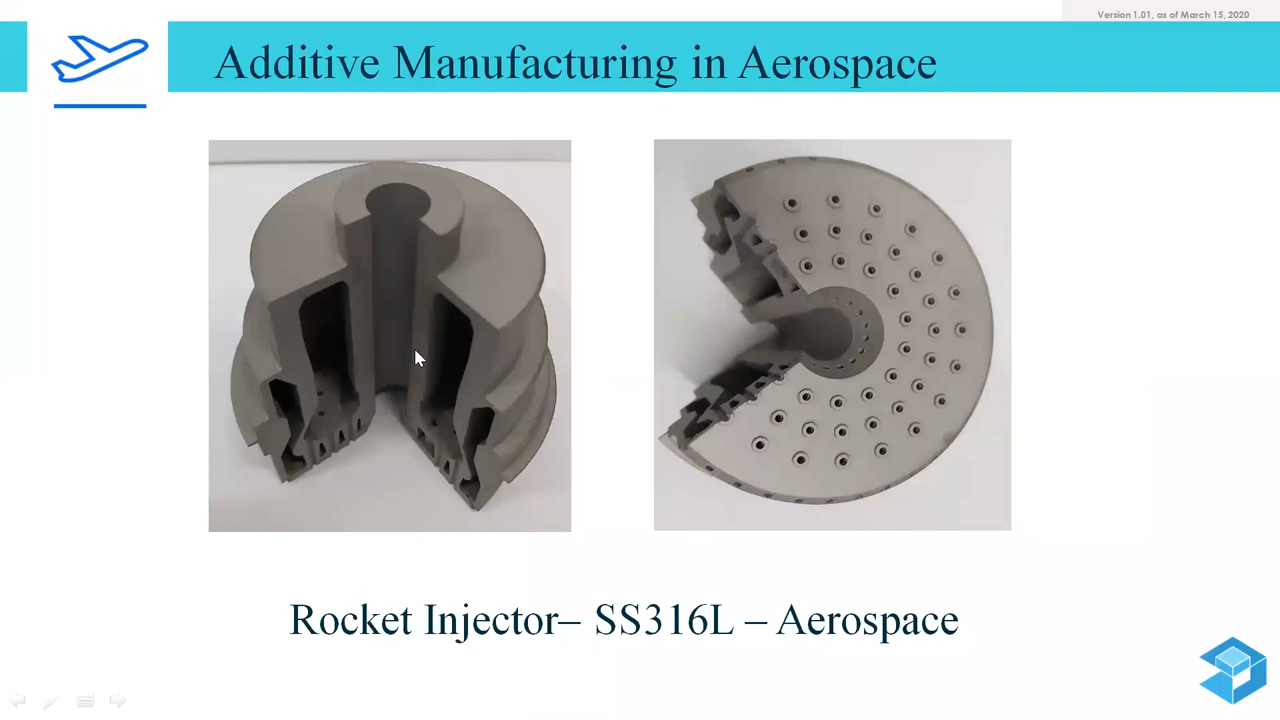 Version 1.01, as of March 15, 2020
Additive Manufacturing in Aerospace
Rocket Injector– SS316L – Aerospace